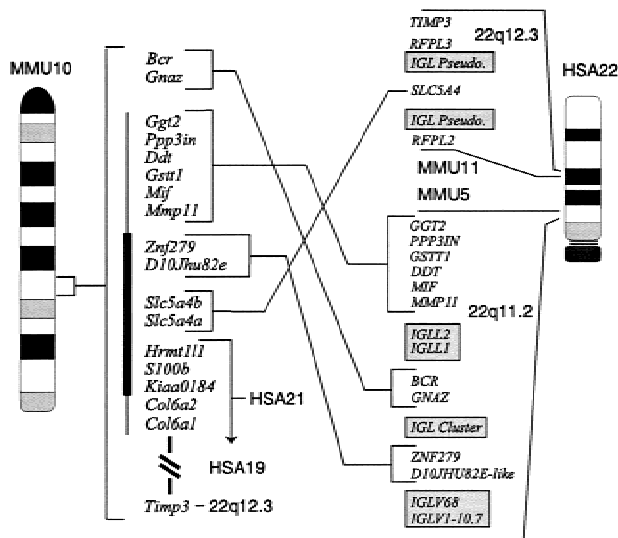 MMU10
Bcr
Gnaz
Ggt2
Ppp3in
Ddt
Gstt1
Mif
Mmp11
Znf279
D10Jhu82e
Slc5a4b
Slc5a4a
Hrmt1l1
S100b
Kiaa0184
Col6a2
Col6a1
HSA21
HSA19
Timp3 – 22q12.3
TIMP3
22q12.3
RFPL3
IGL Pseudo.
SLC5A4
IGL Pseudo.
RFPL2
MMU11
MMU5
GGT2
PPP3IN
GSTT1
DDT
MIF
MMP11
22q11.2
IGLL2
IGLL1
BCR
GNAZ
IGL Cluster
ZNF279
D10JHU82E-like
IGLV68
IGLV1-10.7
HSA22